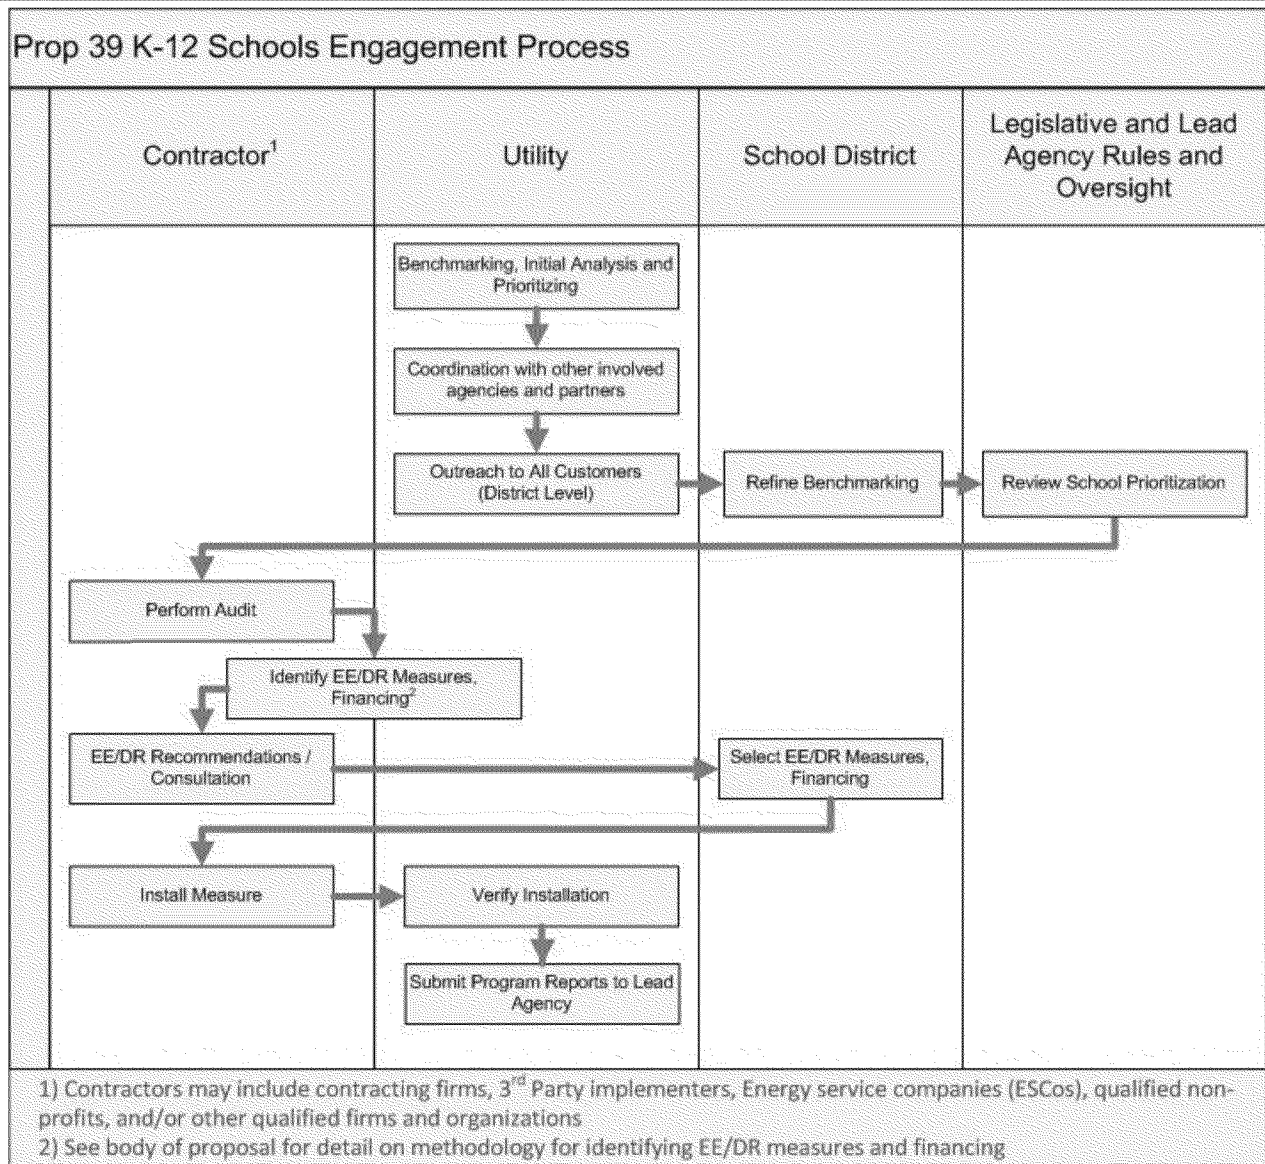 Prop 39 K-12 Schools Engagement Process
Contractor1
Utility
School District
Legislative and Lead
Agency Rules and
Oversight
Benchmarking, Initial Analysis and
Prioritizing
Coordination with other involved
agencies and partners
Outreach to All Customers
(District Level)
Refine Benchmarking
Review School Prioritization
Perform Audit
Identify EE/DR Measures,
Financing2
EE/DR Recommendations /
Consultation
Select EE/DR Measures,
Financing
Install Measure
Verify Installation
Submit Program Reports to Lead
Agency
1) Contractors may include contracting firms, 3rd Party implementers, Energy service companies (ESCos), qualified non-
profits, and/or other qualified firms and organizations
2) See body of proposal for detail on methodology for identifying EE/DR measures and financing